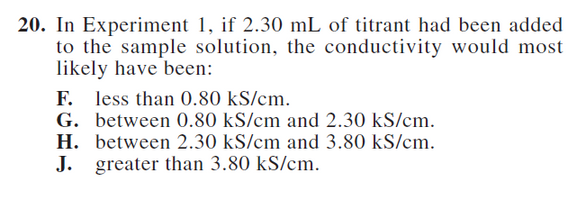 20. In Experiment 1, if 2.30 mL of titrant had been added
to the sample solution, the conductivity would most
likely have been:
F. less than 0.80 kS/cm.
G. between 0.80 kS/cm and 2.30 kS/cm.
H. between 2.30 kS/cm and 3.80 kS/cm.
J. greater than 3.80 kS/cm.